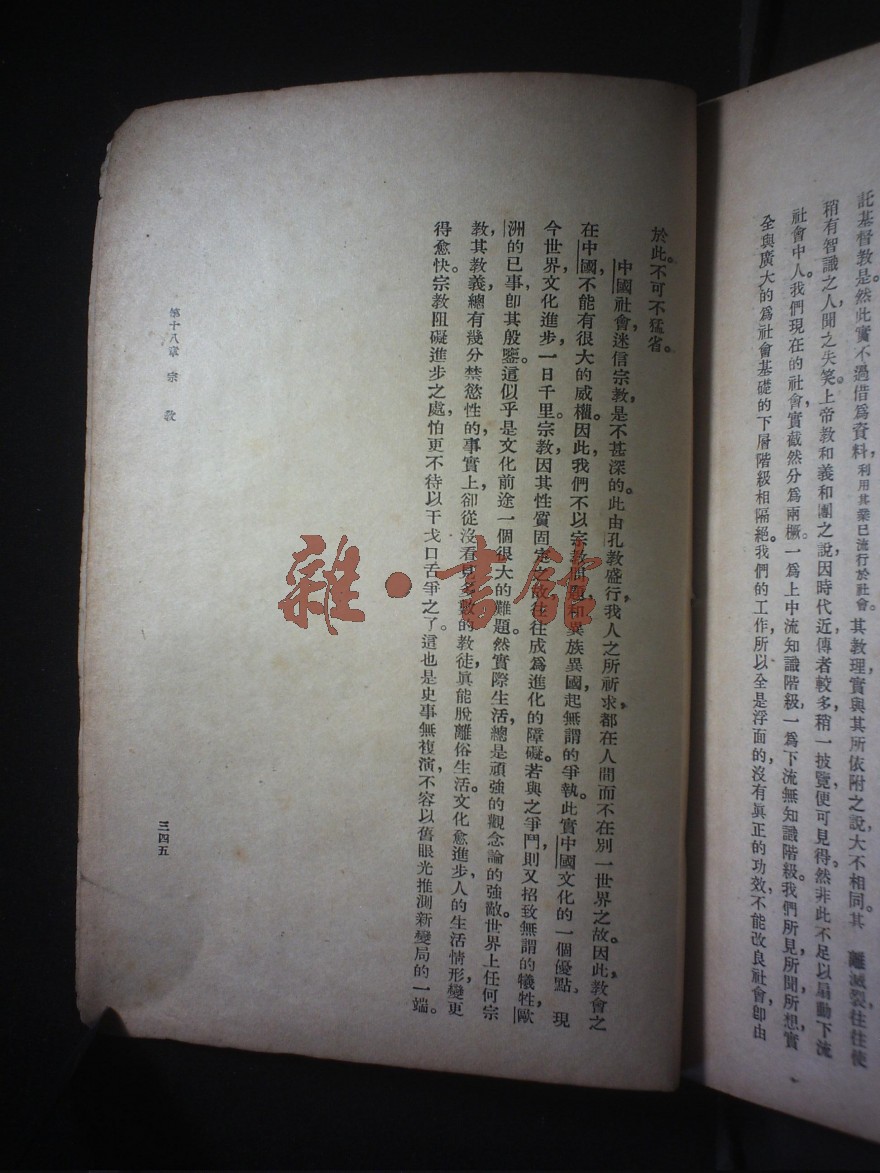 託基督教是。然此實不過借爲資料，利用其業已流行於社會。其教理實與其所依附之說大不相同。其 離滅裂，往往使
稍有智識之人，聞之失笑。上帝教和義和團之說，因時代近，傳者較多，稍一披覽，便可見得。然非此不足以扇動下流
社會中人。我們現在的社會，實截然分爲兩橛。一爲上中流知識階級，一爲下流無知識階級。我們所見所聞所想，實
全與廣大的爲社會基礎的下層階級相隔絕。我們的工作，所以全是浮面的，沒有眞正的功效，不能改良社會，卽由
於此。不可不猛省。
中國社會，迷信宗教，是不甚深的。此由孔教盛行，我人之所祈求，都在人間而不在別一世界之故。因此，教會之
在中國，不能有很大的威權。因此，我們不以宗教問題和異族異國，起無謂的爭執。此實中國文化的一個優點。現
今世界文化進步，一日千里。宗教因其性質固定之故，往往成爲進化的障礙。若與之爭鬥，則又招致無謂的犧牲，歐
洲的已事，卽其殷鑒。這似乎是文化前途一個很大的難題。然實際生活，總是頑強的觀念論的強敵。世界上任何宗
教，其教義，總有幾分禁慾性的，事實上，卻從沒看見多數的教徒，眞能脫離俗生活。文化愈進步，人的生活情形，變更
得愈快。宗教阻礙進步之處，怕更不待以干戈口舌爭之了。這也是史事無複演，不容以舊眼光推測新變局的一端。
第十八章 宗 教
三四五
雜·書館